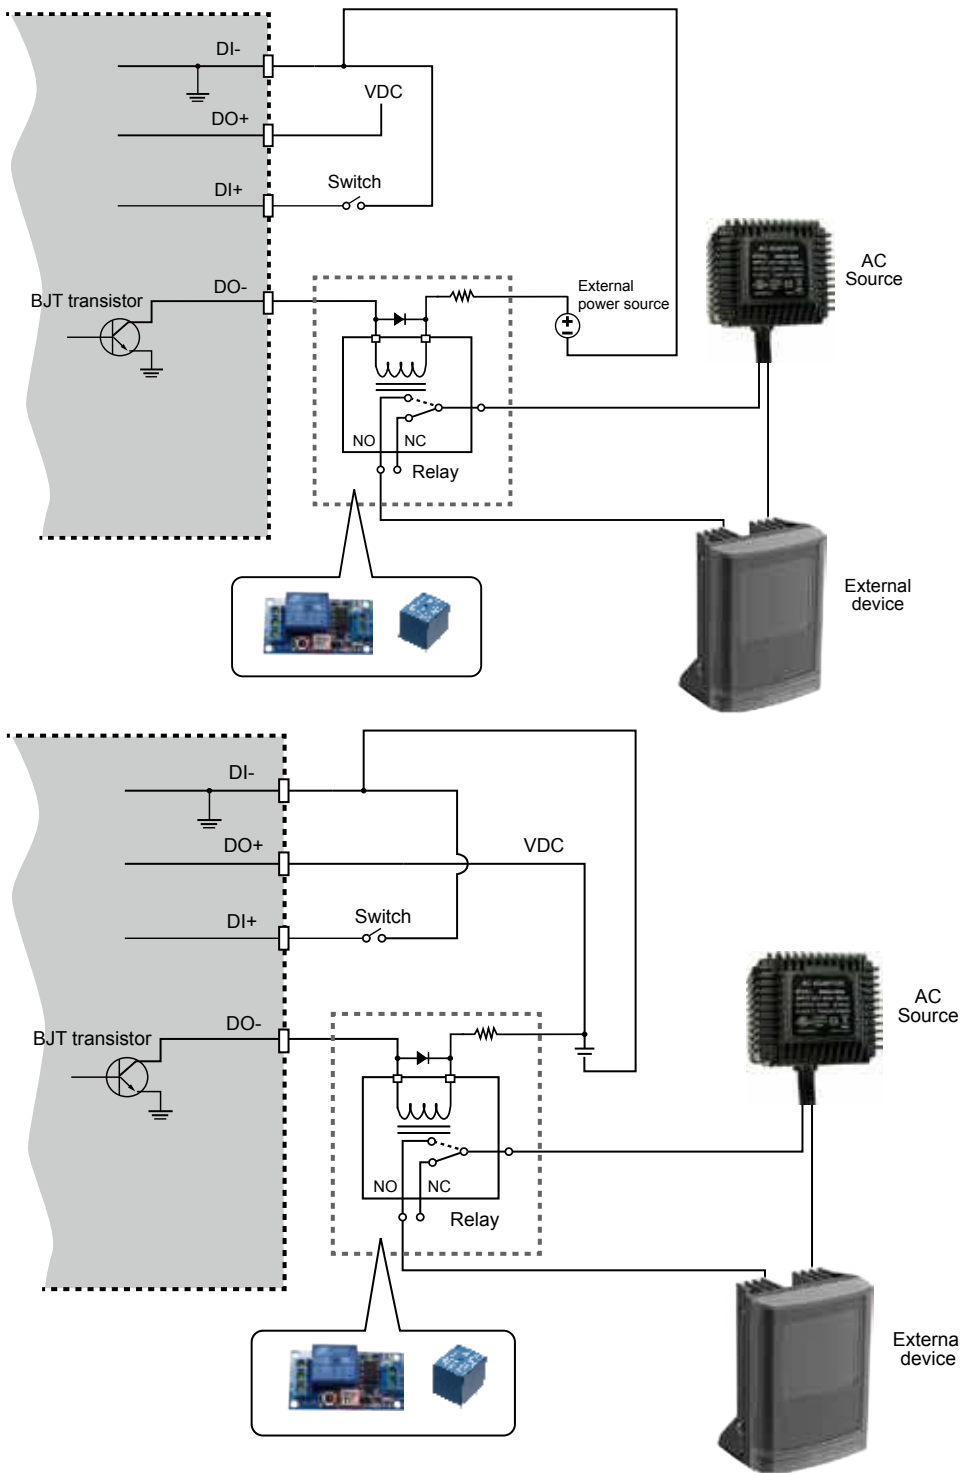 DI-
VDC
DO+
DI+
Switch
AC
Source
DO-
External
power source
BJT transistor
NO
NC
Relay
External
device
DI-
DO+
VDC
DI+
Switch
AC
Source
DO-
BJT transistor
NO
NC
Relay
External
device